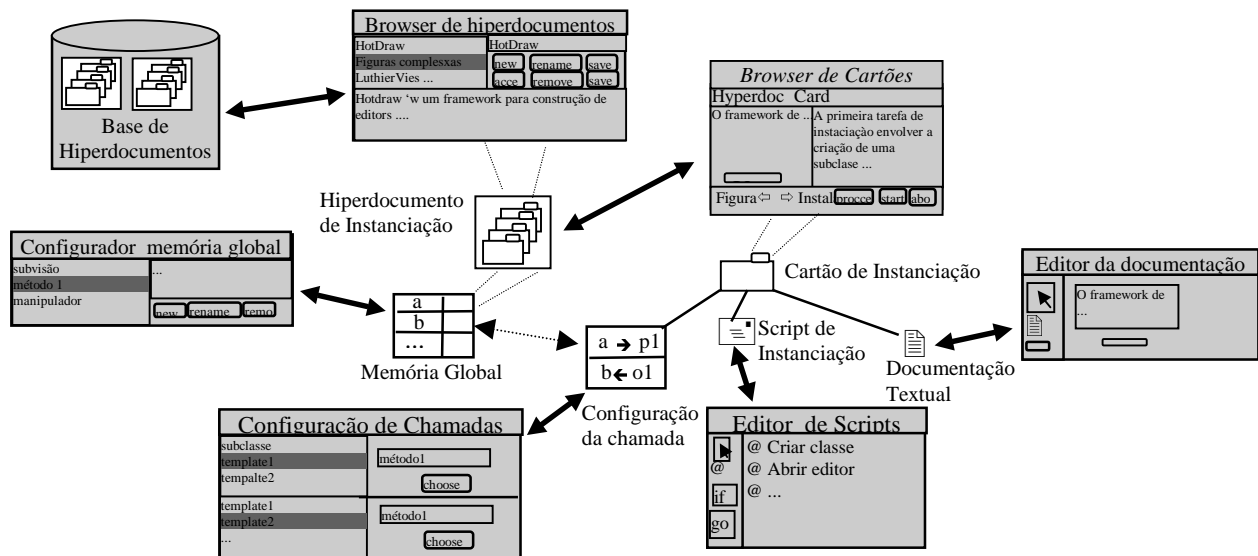 Browser de hiperdocumentos
HotDraw
Figuras complesxas
LuthierVies ...
HotDraw
new rename save
acce remove save
Hotdraw ‘w um framework para construção de
editors ....
Base de
Hiperdocumentos
Browser de Cartões
Hyperdoc Card
O framework de ...
A primeira tarefa de
instaciaçào envolver a
criação de uma
subclase ...
Figura⇦ ⇨ Instal procce start abo
Hiperdocumento
de Instanciação
Configurador memória global
subvisão
método 1
manipulador
...
new rename remo
a
b
...
Memória Global
Cartão de Instanciação
Editor da documentação
O framework de
...
a → p1
b ← o1
Configuração
da chamada
Script de
Instanciação
Documentação
Textual
Configuração de Chamadas
subclasse
template1
tempalte2
método1
choose
template1
template2
...
método1
choose
Editor de Scripts
@
if
go
@ Criar classe
@ Abrir editor
@ ...